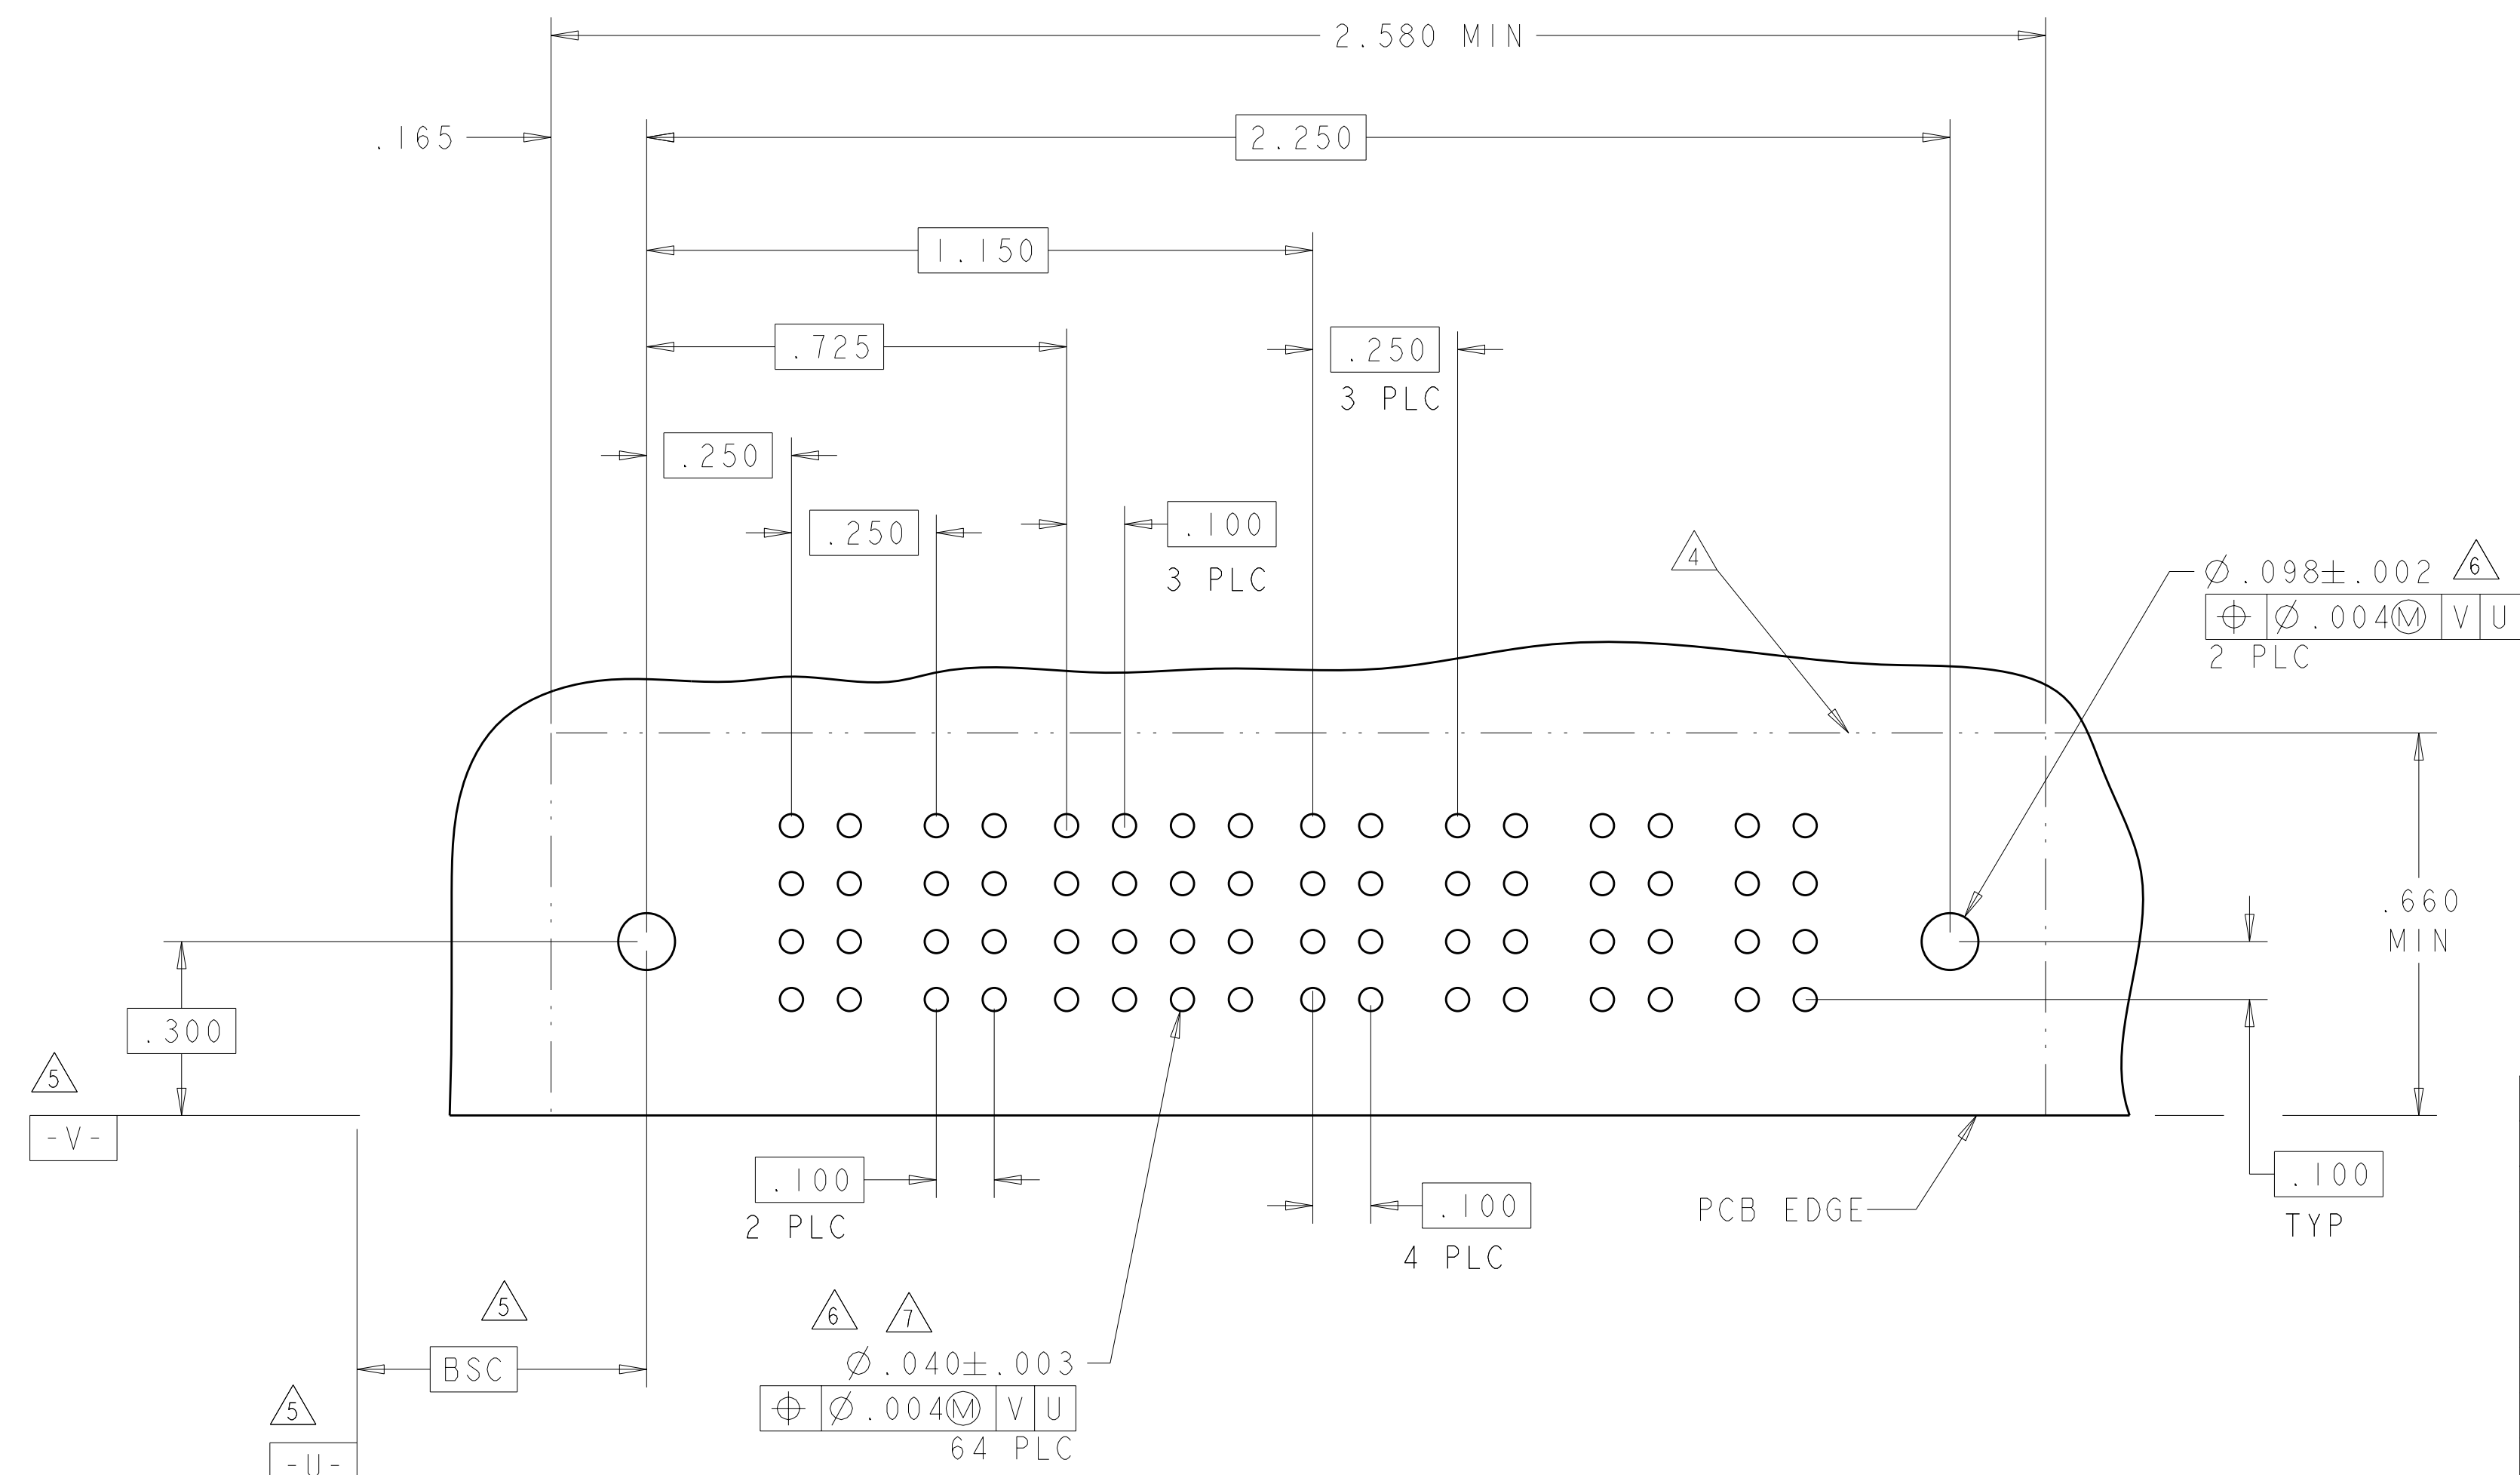 2.580 MIN
.165
2.250
1.150
.725
.250
3 PLC
.250
.250
.100
3 PLC
4
⌀.098±.002 6
⌖ ⌀.004Ⓜ V U
2 PLC
.660
MIN
.300
5
-V-
.100
2 PLC
.100
4 PLC
PCB EDGE
.100
TYP
5
BSC
6 7
⌀.040±.003
⌖ ⌀.004Ⓜ V U
64 PLC
5
-U-